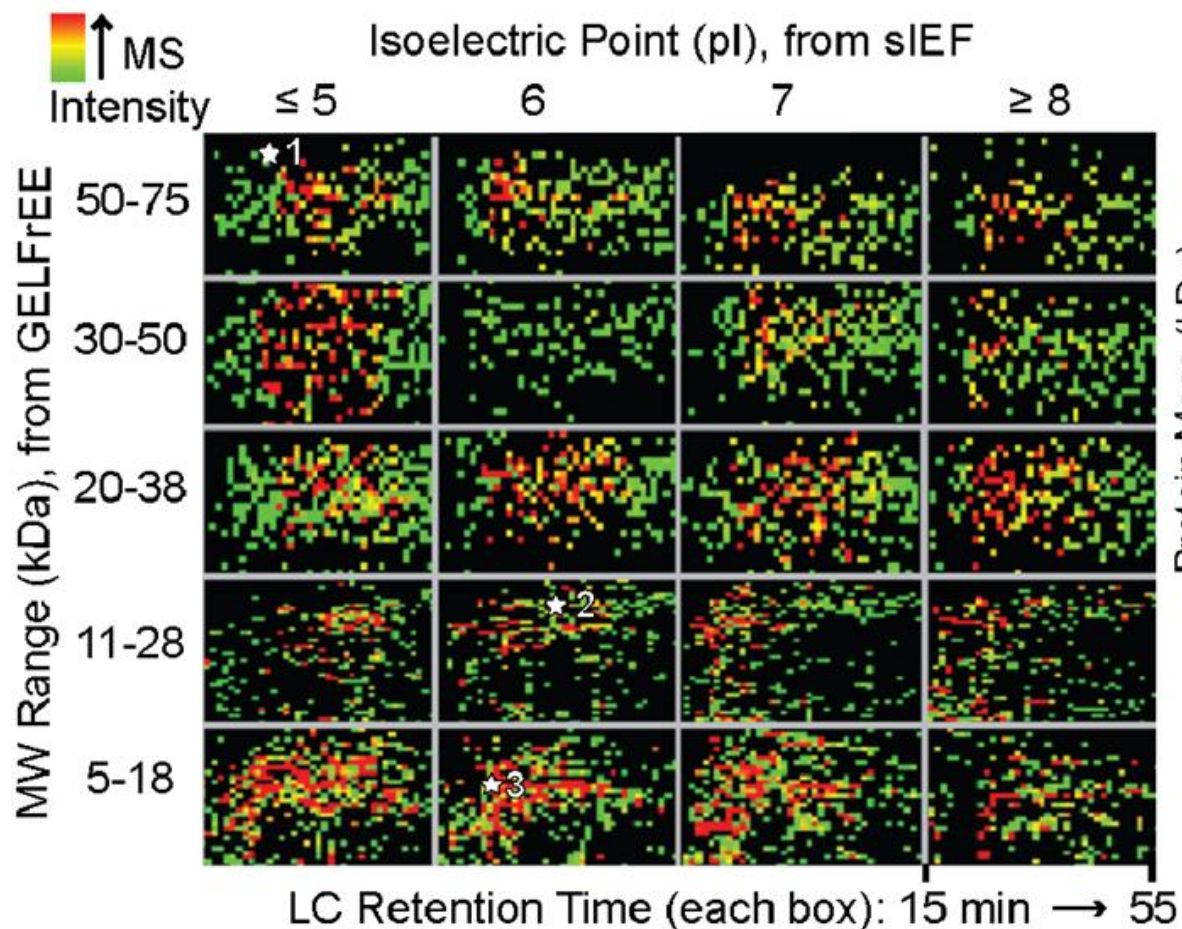 MS
Intensity
Isoelectric Point (pI), from sIEF
≤ 5 6 7 ≥ 8
MW Range (kDa), from GELFrEE
50-75
30-50
20-38
11-28
5-18
1
2
3
LC Retention Time (each box): 15 min → 55